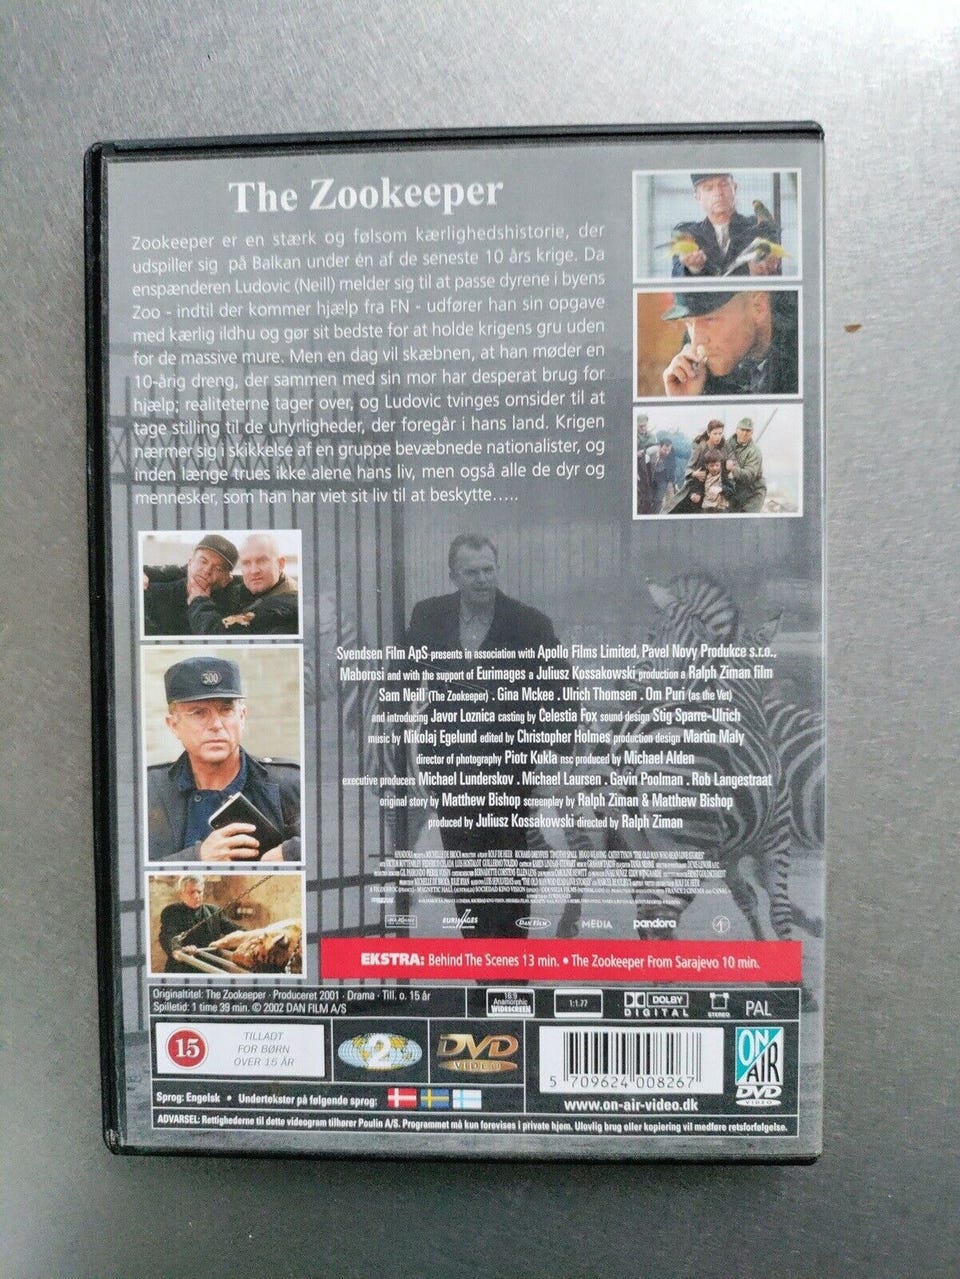 The Zookeeper
Zookeeper er en stærk og følsom kærlighedshistorie, der
udspiller sig på Balkan under én af de seneste 10 års krige. Da
enspænderen Ludovic (Neill) melder sig til at passe dyrene i byens
Zoo - indtil der kommer hjælp fra FN - udfører han sin opgave
med kærlig ildhu og gør sit bedste for at holde krigens gru uden
for de massive mure. Men en dag vil skæbnen, at han møder en
10-årig dreng, der sammen med sin mor har desperat brug for
hjælp; realiteterne tager over, og Ludovic tvinges omsider til at
tage stilling til de uhyrligheder, der foregår i hans land. Krigen
nærmer sig i skikkelse af en gruppe bevæbnede nationalister, og
inden længe trues ikke alene hans liv, men også alle de dyr og
mennesker, som han har viet sit liv til at beskytte.....
300
Svendsen Film ApS presents in association with Apollo Films Limited, Pavel Novy Produkce s.r.o.,
Maborosi and with the support of Eurimages a Juliusz Kossakowski production a Ralph Ziman film
Sam Neill (The Zookeeper) . Gina Mckee . Ulrich Thomsen . Om Puri (as the Vet)
and introducing Javor Loznica casting by Celestia Fox sound design Stig Sparre-Ulrich
music by Nikolaj Egelund edited by Christopher Holmes production design Martin Maly
director of photography Piotr Kukla nsc produced by Michael Alden
executive producers Michael Lunderskov . Michael Laursen . Gavin Poolman . Rob Langestraat
original story by Matthew Bishop screenplay by Ralph Ziman & Matthew Bishop
produced by Juliusz Kossakowski directed by Ralph Ziman
EURIMAGES DAN FILM MEDIA pandora
EKSTRA: Behind The Scenes 13 min. • The Zookeeper From Sarajevo 10 min.
Originaltitel: The Zookeeper · Produceret 2001 · Drama · Till. o. 15 år
Spilletid: 1 time 39 min. © 2002 DAN FILM A/S
16:9 Anamorphic WIDESCREEN
1:1.77
DOLBY DIGITAL
STEREO
PAL
15
TILLADT
FOR BØRN
OVER 15 ÅR
2
DVD VIDEO
5 709624 008267
ON AIR
DVD VIDEO
www.on-air-video.dk
Sprog: Engelsk • Undertekster på følgende sprog:
ADVARSEL: Rettighederne til dette videogram tilhører Poulin A/S. Programmet må kun forevises i private hjem. Ulovlig brug eller kopiering vil medføre retsforfølgelse.